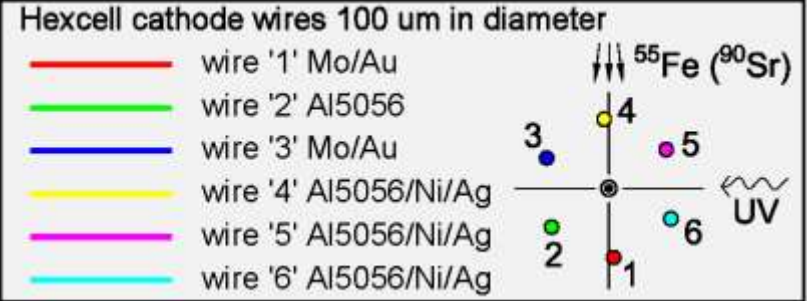 Hexcell cathode wires 100 um in diameter
wire '1' Mo/Au
wire '2' Al5056
wire '3' Mo/Au
wire '4' Al5056/Ni/Ag
wire '5' Al5056/Ni/Ag
wire '6' Al5056/Ni/Ag
⁵⁵Fe (⁹⁰Sr)
4
3
5
UV
6
2
1